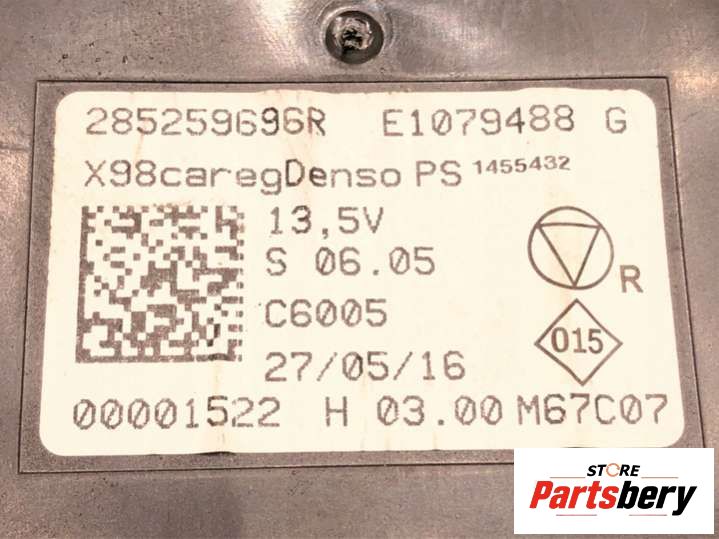 285259696R E1079488 G
X98caregDenso PS 1455432
13,5V
S 06.05
R
C6005
015
27/05/16
00001522 H 03.00 M67C07
STORE
Partsbery